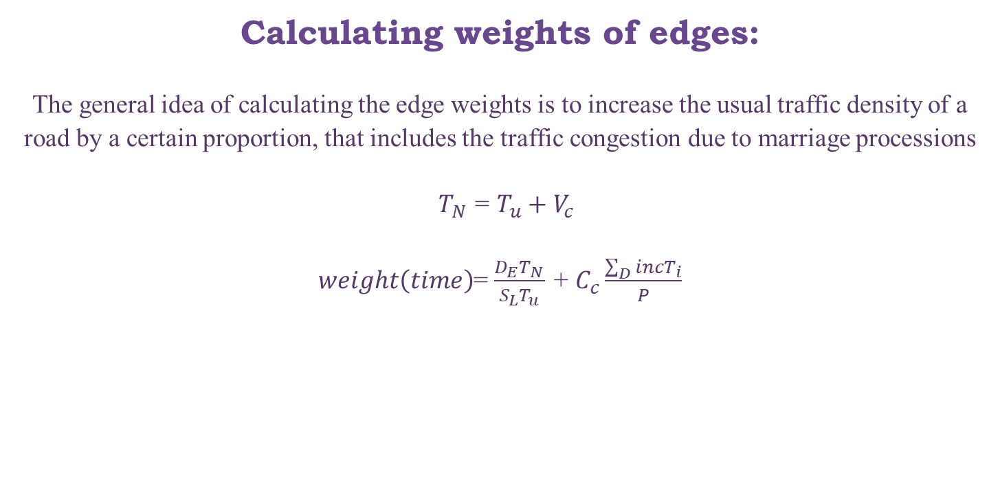 Calculating weights of edges:
The general idea of calculating the edge weights is to increase the usual traffic density of a
road by a certain proportion, that includes the traffic congestion due to marriage processions
$T_N = T_u + V_c$
$weight(time) = \frac{D_E T_N}{S_L T_u} + C_c \frac{\sum_D incT_i}{P}$